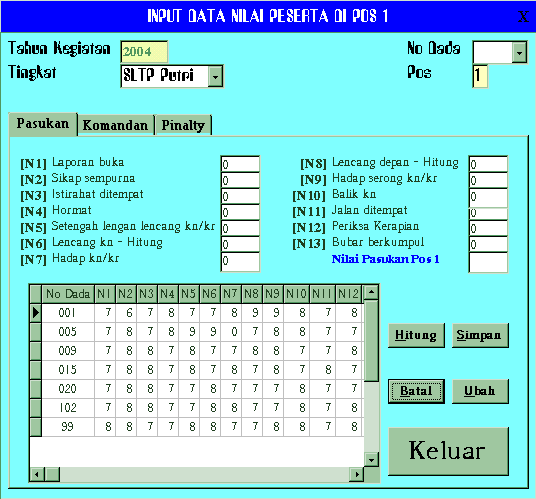 INPUT DATA NILAI PESERTA DI POS 1 X
Tahun Kegiatan 2004 No Dada
Tingkat SLTP Putri Pos 1
Pasukan Komandan Pinalty
[N1] Laporan buka 0 [N8] Lencang depan - Hitung 0
[N2] Sikap sempurna 0 [N9] Hadap serong kn/kr 0
[N3] Istirahat ditempat 0 [N10] Balik kn 0
[N4] Hormat 0 [N11] Jalan ditempat 0
[N5] Setengah lengan lencang kn/kr 0 [N12] Periksa Kerapian 0
[N6] Lencang kn - Hitung 0 [N13] Bubar berkumpul 0
[N7] Hadap kn/kr 0 Nilai Pasukan Pos 1
No Dada N1 N2 N3 N4 N5 N6 N7 N8 N9 N10 N11 N12
001 7 6 7 8 7 7 8 9 9 8 7 8
005 7 8 7 8 9 9 0 7 8 8 7 8
009 7 8 8 7 8 7 7 8 8 7 7 8
015 7 8 8 7 8 7 8 7 8 7 8 7
020 7 8 8 7 8 8 7 8 7 8 7 8
102 7 8 8 8 7 7 8 7 8 7 8 7
99 8 8 7 7 8 8 7 8 8 7 8 8
Hitung Simpan
Batal Ubah
Keluar